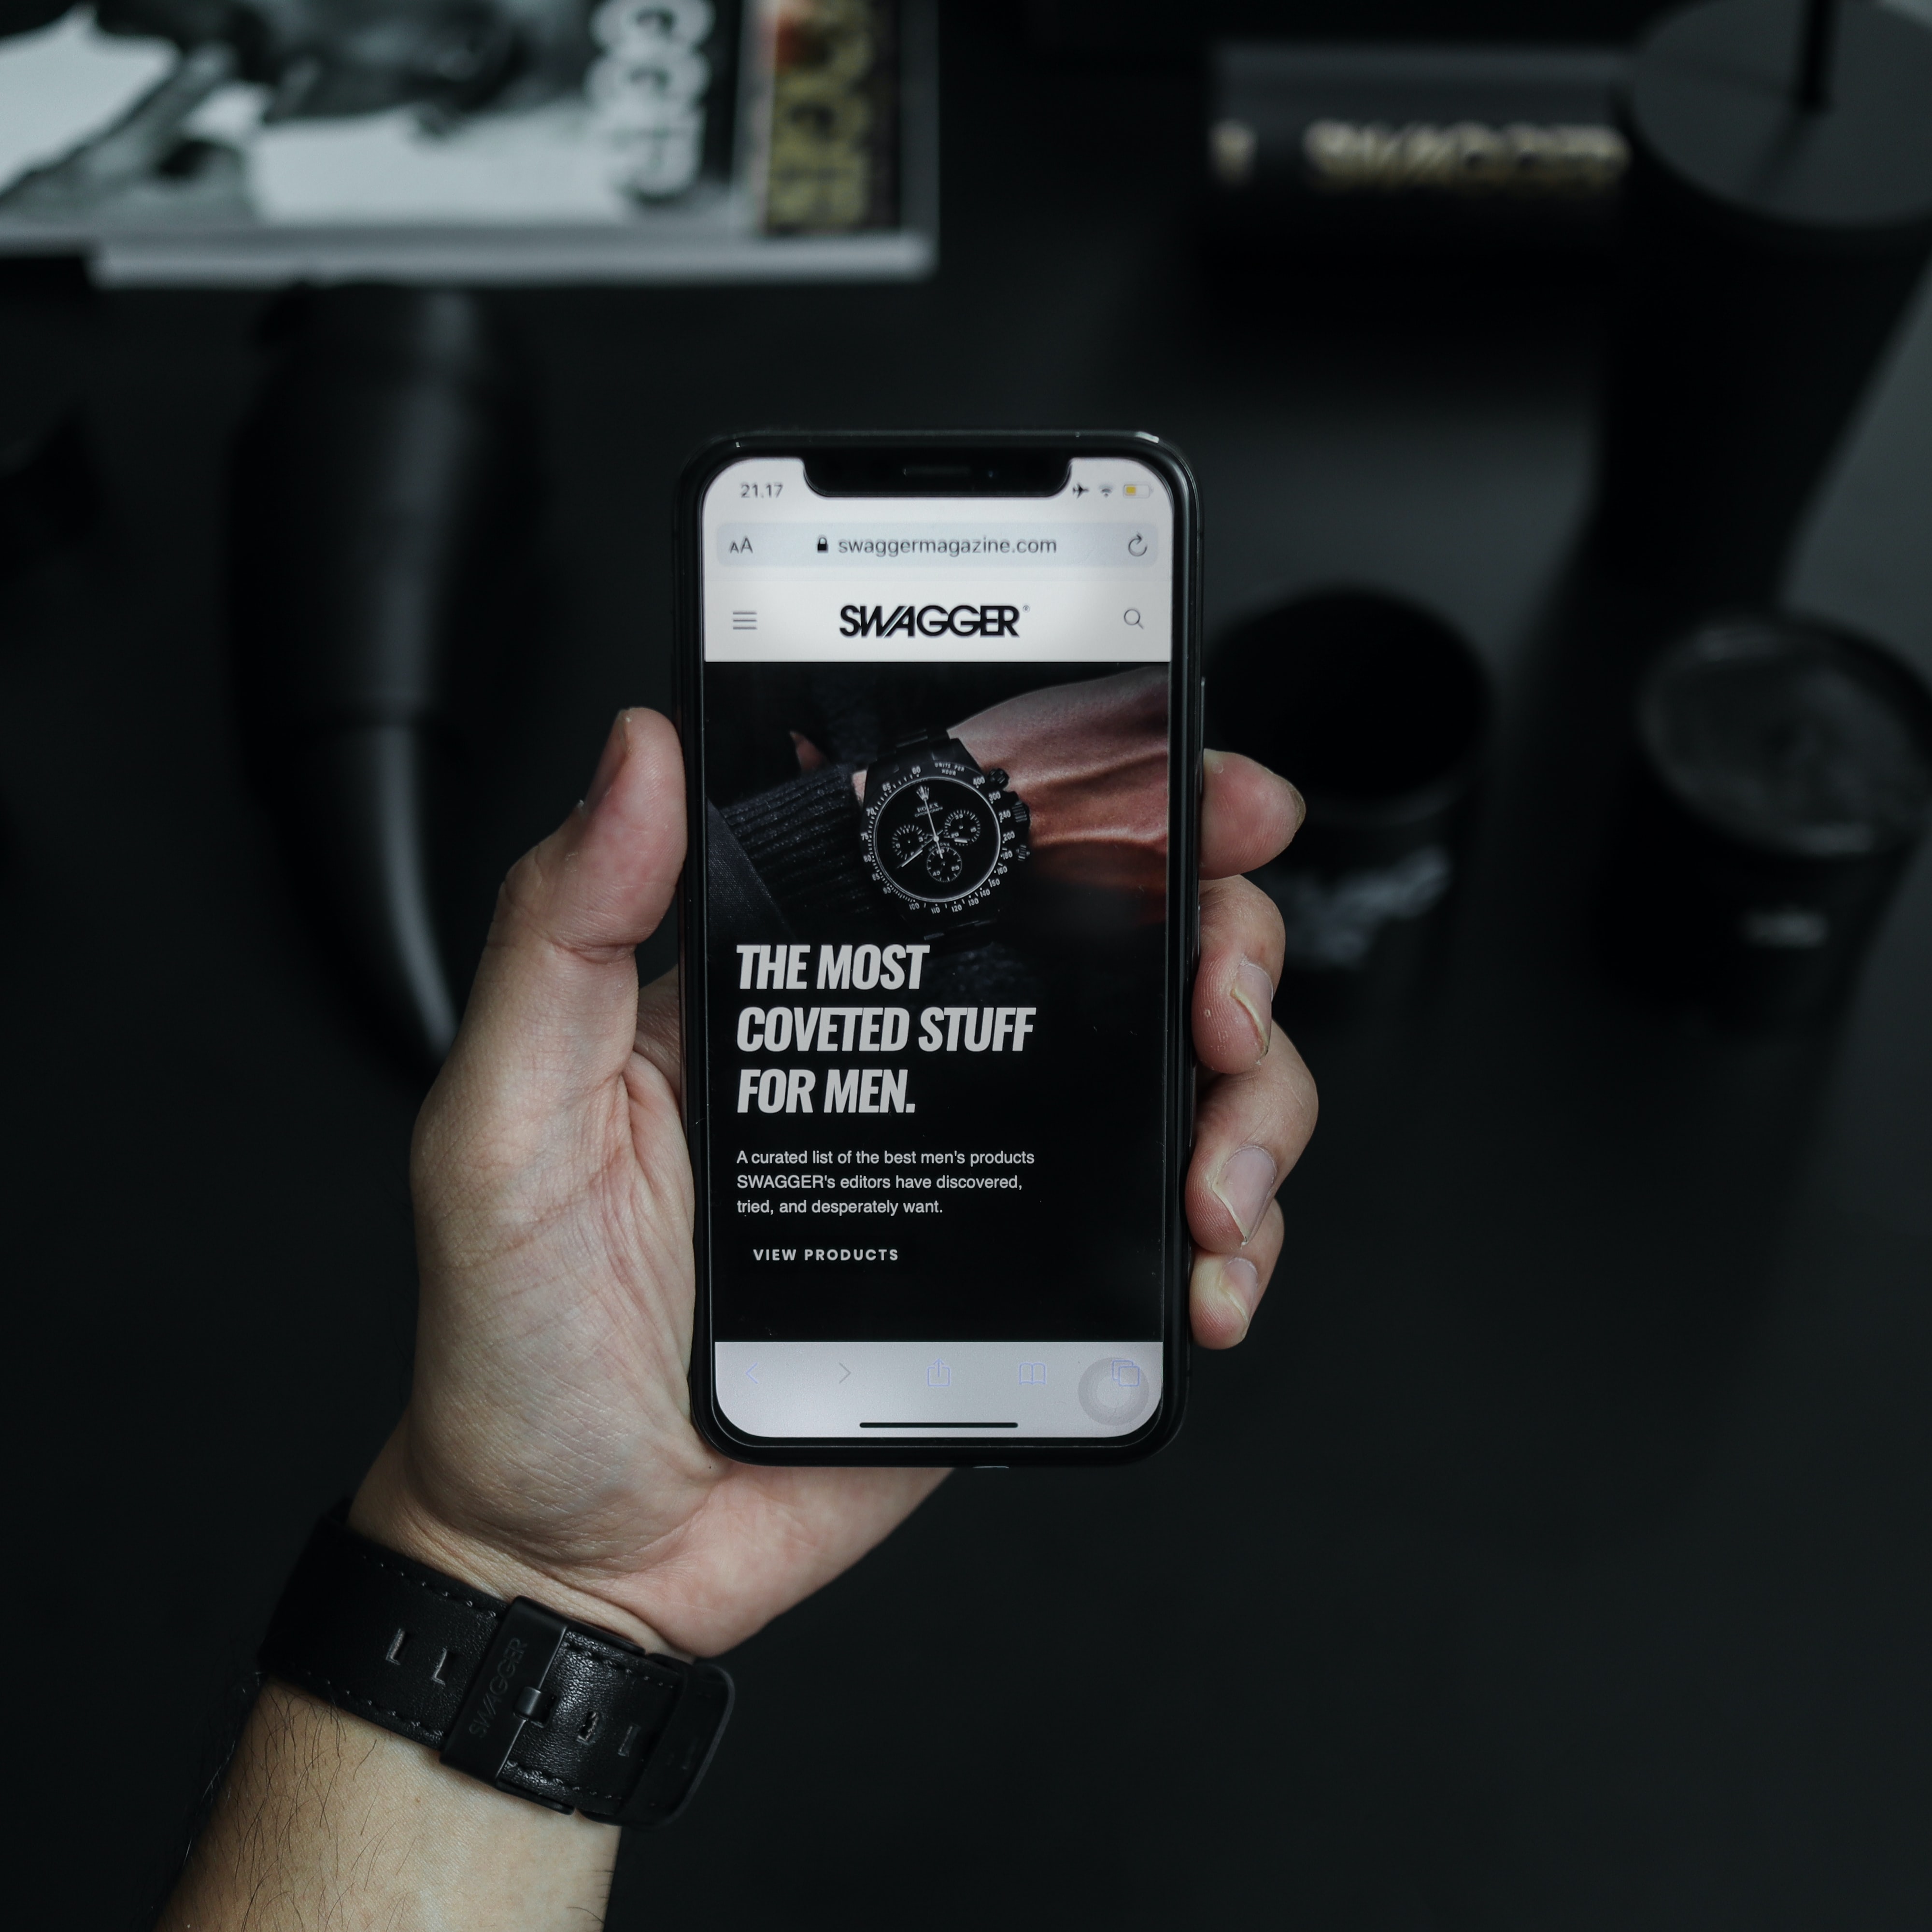 SWAGGER
21.17
AA
swaggermagazine.com
SWAGGER®
THE MOST
COVETED STUFF
FOR MEN.
A curated list of the best men's products
SWAGGER's editors have discovered,
tried, and desperately want.
VIEW PRODUCTS
SWAGGER